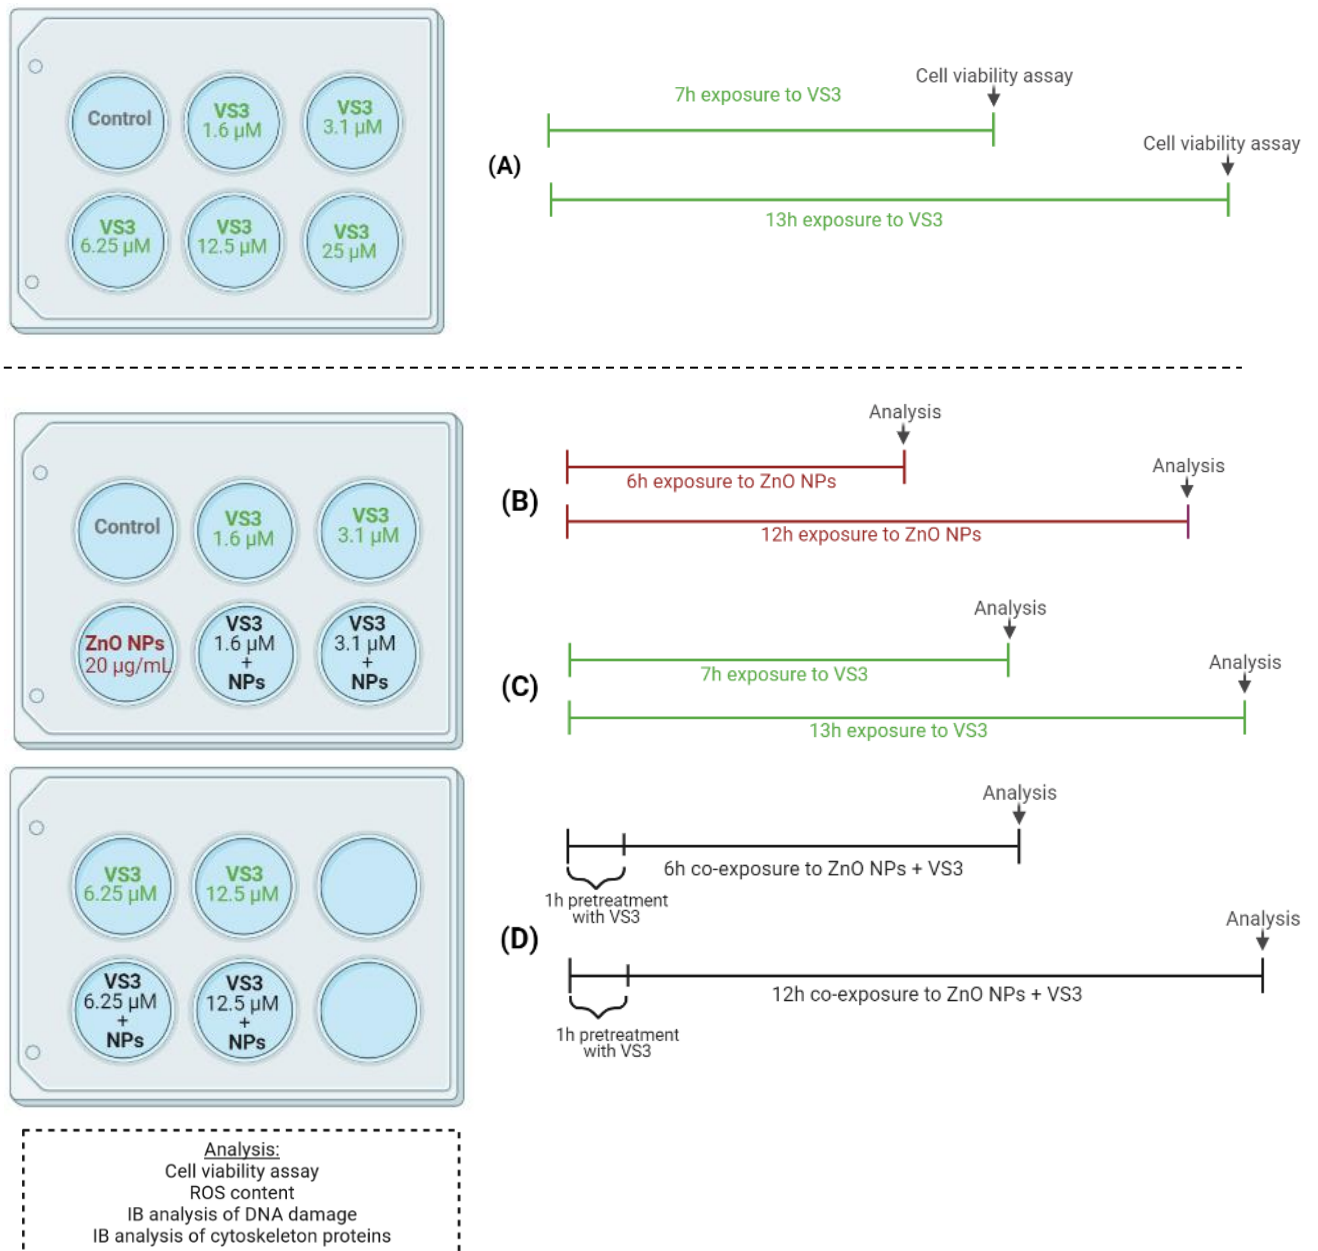 Control
VS3
1.6 µM
VS3
3.1 µM
VS3
6.25 µM
VS3
12.5 µM
VS3
25 µM
(A)
7h exposure to VS3
Cell viability assay
Cell viability assay
13h exposure to VS3
Control
VS3
1.6 µM
VS3
3.1 µM
ZnO NPs
20 µg/mL
VS3
1.6 µM
+
NPs
VS3
3.1 µM
+
NPs
(B)
Analysis
6h exposure to ZnO NPs
Analysis
12h exposure to ZnO NPs
(C)
Analysis
7h exposure to VS3
Analysis
13h exposure to VS3
VS3
6.25 µM
VS3
12.5 µM
VS3
6.25 µM
+
NPs
VS3
12.5 µM
+
NPs
(D)
Analysis
6h co-exposure to ZnO NPs + VS3
1h pretreatment
with VS3
Analysis
12h co-exposure to ZnO NPs + VS3
1h pretreatment
with VS3
Analysis:
Cell viability assay
ROS content
IB analysis of DNA damage
IB analysis of cytoskeleton proteins